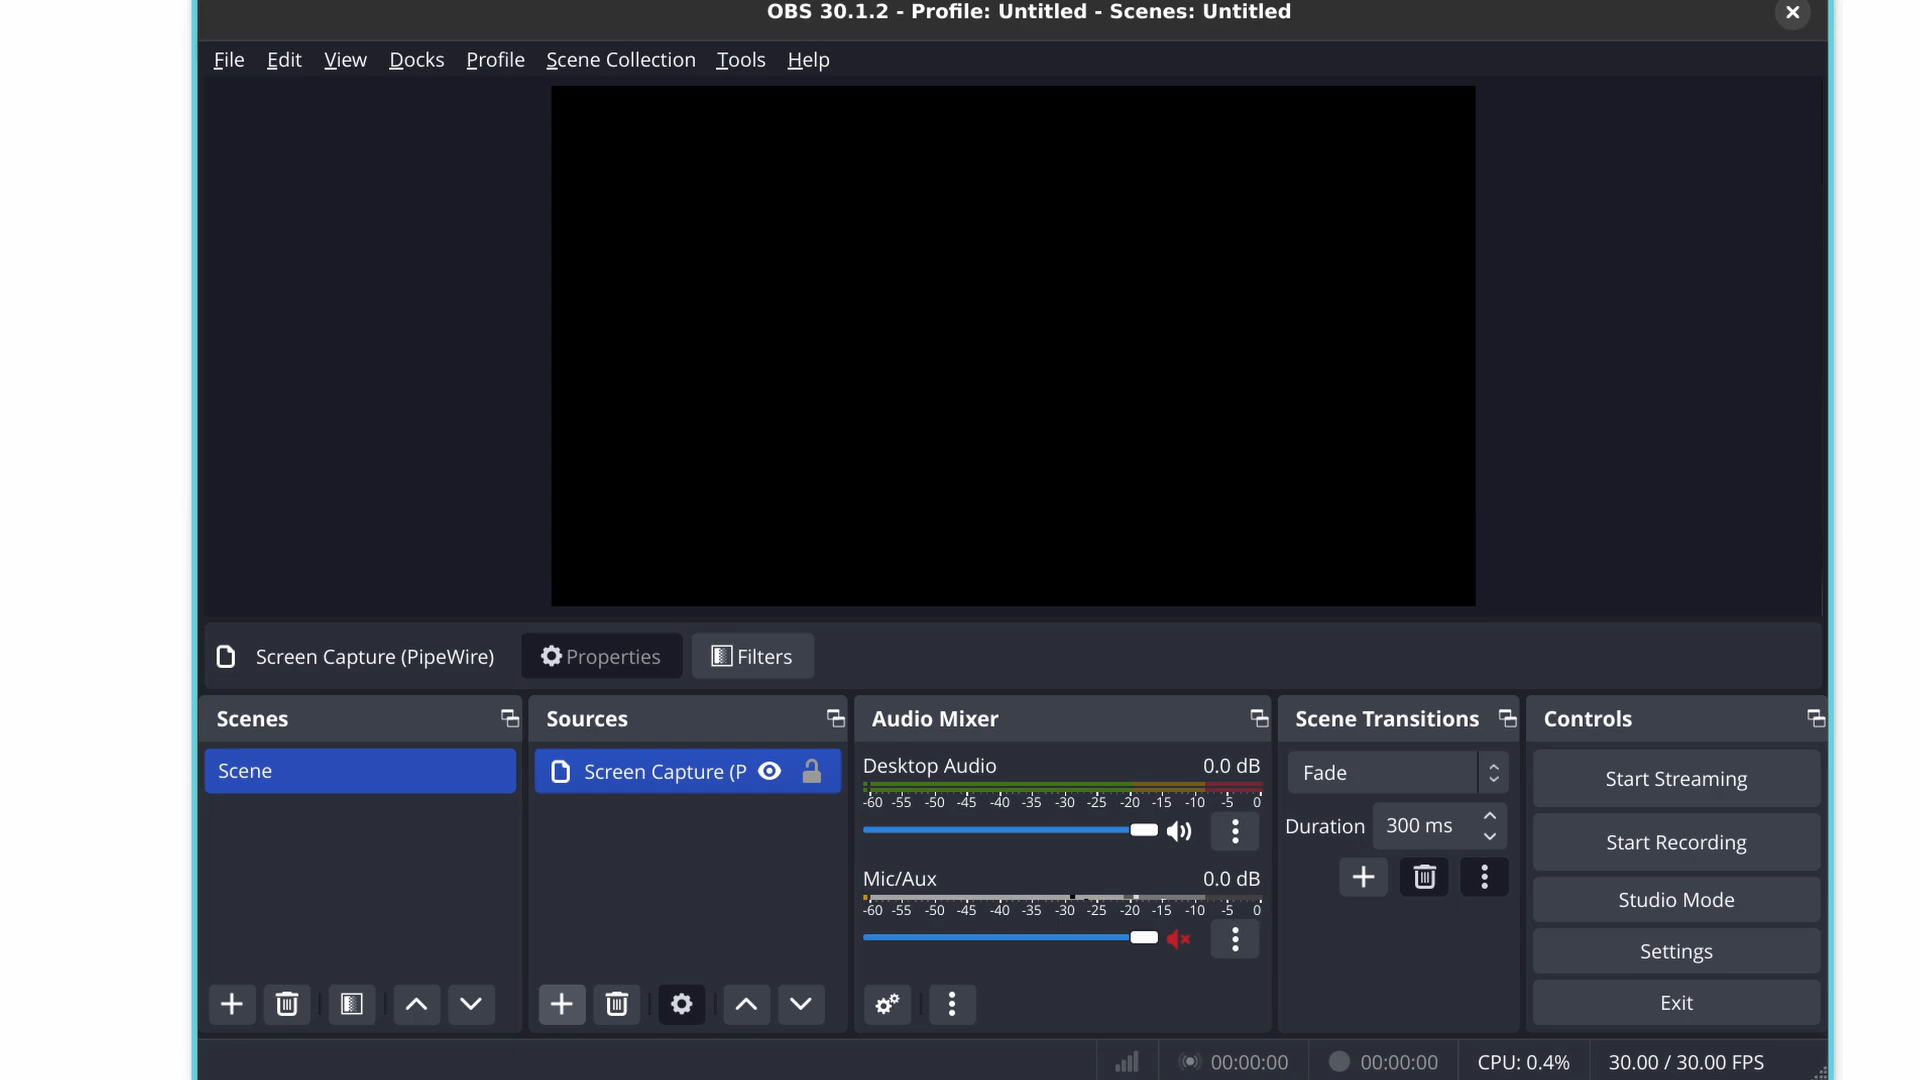 OBS 30.1.2 - Profile: Untitled - Scenes: Untitled
File Edit View Docks Profile Scene Collection Tools Help
Screen Capture (PipeWire) Properties Filters
Scenes
Scene
Sources
Screen Capture (P
Audio Mixer
Desktop Audio 0.0 dB
-60 -55 -50 -45 -40 -35 -30 -25 -20 -15 -10 -5 0
Mic/Aux 0.0 dB
-60 -55 -50 -45 -40 -35 -30 -25 -20 -15 -10 -5 0
Scene Transitions
Fade
Duration 300 ms
Controls
Start Streaming
Start Recording
Studio Mode
Settings
Exit
00:00:00 00:00:00 CPU: 0.4% 30.00 / 30.00 FPS